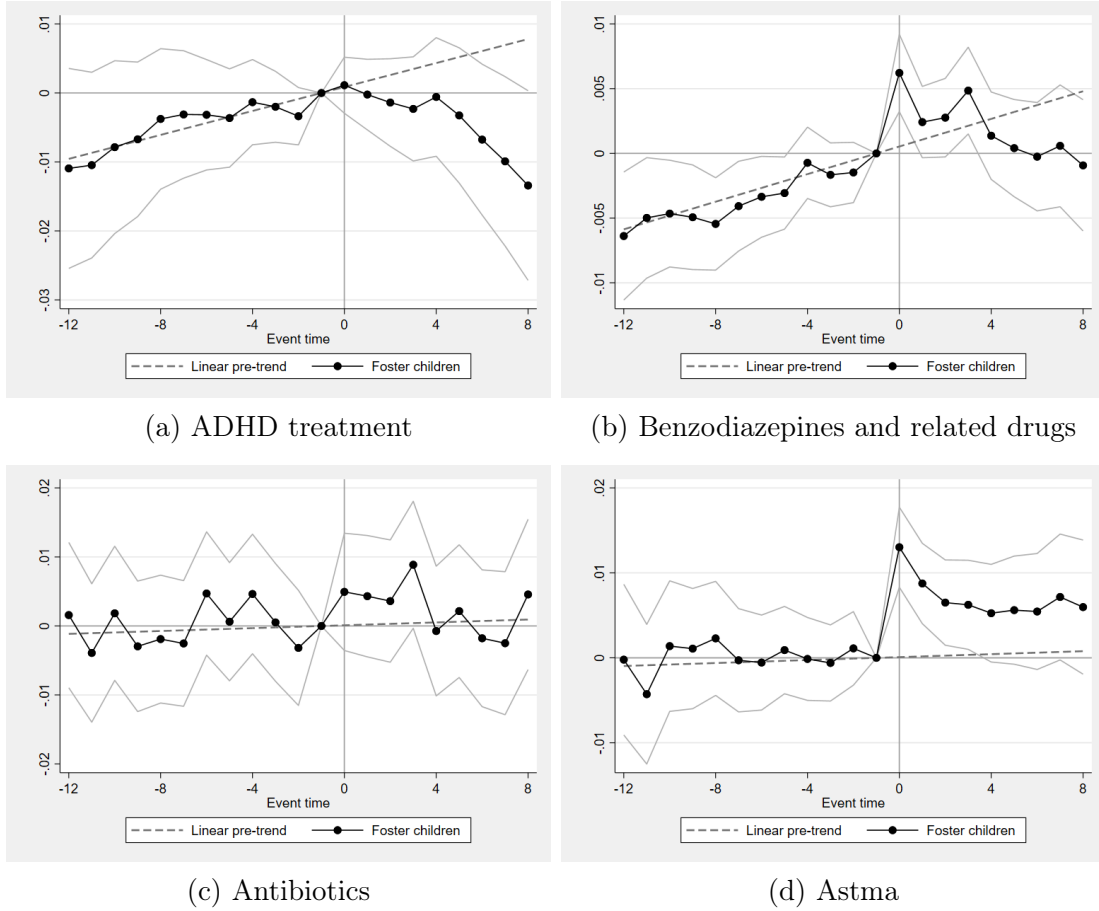 .01
0
-.01
-.02
-.03
-12 -8 -4 0 4 8
Event time
Linear pre-trend Foster children
(a) ADHD treatment
.01
.005
0
-.005
-.01
-12 -8 -4 0 4 8
Event time
Linear pre-trend Foster children
(b) Benzodiazepines and related drugs
.02
.01
0
-.01
-.02
-12 -8 -4 0 4 8
Event time
Linear pre-trend Foster children
(c) Antibiotics
.02
.01
0
-.01
-12 -8 -4 0 4 8
Event time
Linear pre-trend Foster children
(d) Astma